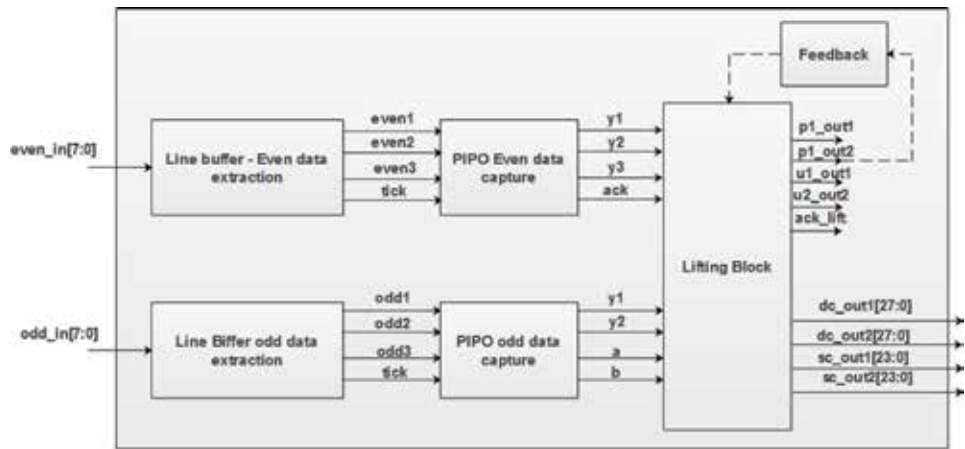 Feedback
even_in[7:0]
Line buffer - Even data
extraction
even1
even2
even3
tick
PIPO Even data
capture
y1
y2
y3
ack
p1_out1
p1_out2
u1_out1
u2_out2
ack_lift
Lifting Block
odd_in[7:0]
Line Biffer odd data
extraction
odd1
odd2
odd3
tick
PIPO odd data
capture
y1
y2
a
b
dc_out1[27:0]
dc_out2[27:0]
sc_out1[23:0]
sc_out2[23:0]